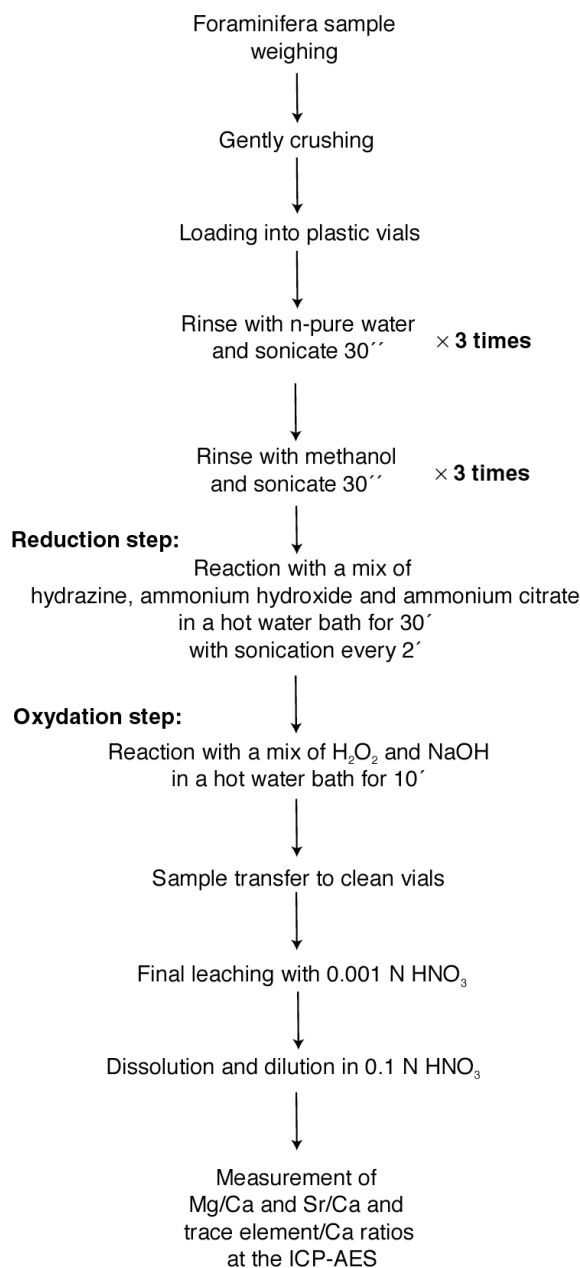 Foraminifera sample
weighing
Gently crushing
Loading into plastic vials
Rinse with n-pure water
and sonicate 30´´
× 3 times
Rinse with methanol
and sonicate 30´´
× 3 times
Reduction step:
Reaction with a mix of
hydrazine, ammonium hydroxide and ammonium citrate
in a hot water bath for 30´
with sonication every 2´
Oxydation step:
Reaction with a mix of H₂O₂ and NaOH
in a hot water bath for 10´
Sample transfer to clean vials
Final leaching with 0.001 N HNO₃
Dissolution and dilution in 0.1 N HNO₃
Measurement of
Mg/Ca and Sr/Ca and
trace element/Ca ratios
at the ICP-AES